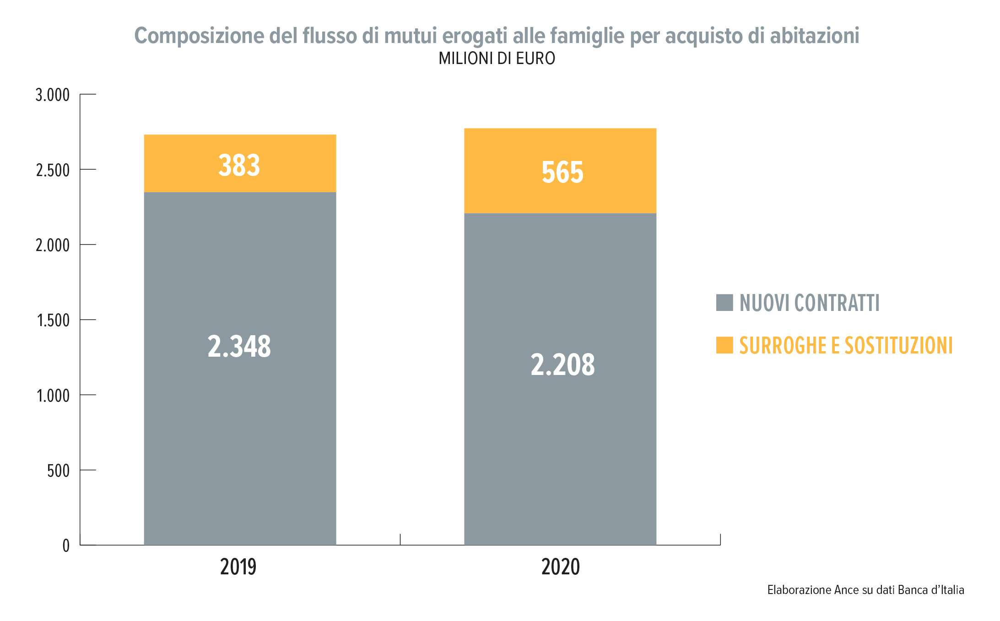 Composizione del flusso di mutui erogati alle famiglie per acquisto di abitazioni
MILIONI DI EURO
3.000
2.500
2.000
1.500
1.000
500
0
383
2.348
565
2.208
2019
2020
NUOVI CONTRATTI
SURROGHE E SOSTITUZIONI
Elaborazione Ance su dati Banca d’Italia